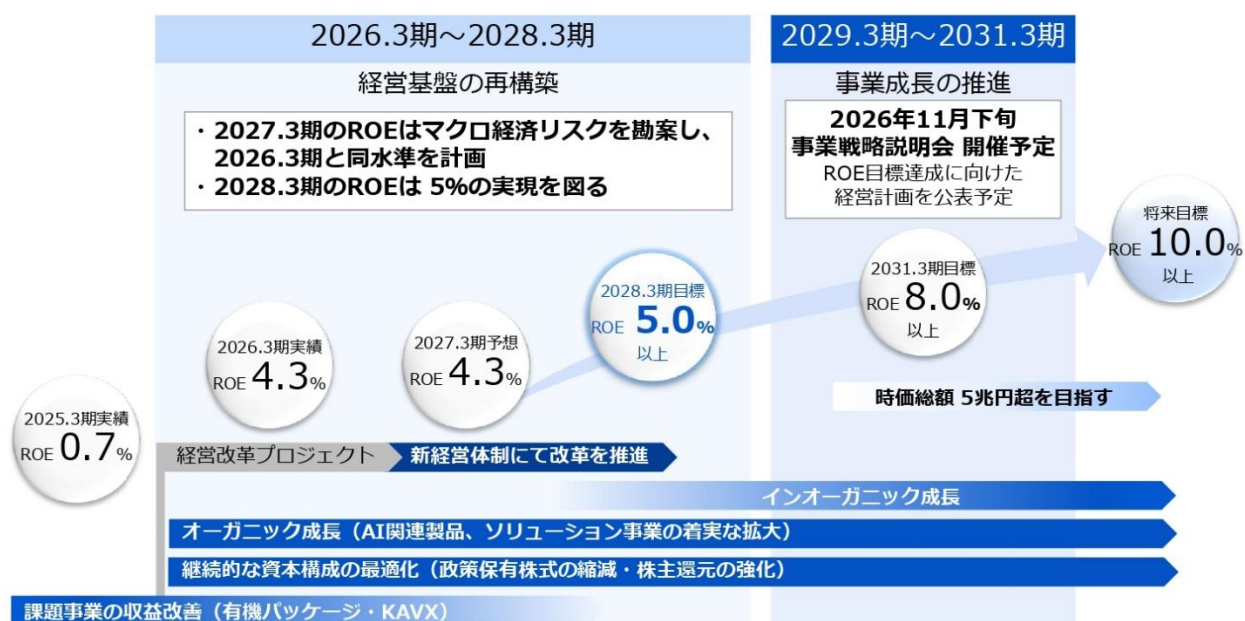 2026.3期～2028.3期
経営基盤の再構築
・2027.3期のROEはマクロ経済リスクを勘案し、
2026.3期と同水準を計画
・2028.3期のROEは 5%の実現を図る
2029.3期～2031.3期
事業成長の推進
2026年11月下旬
事業戦略説明会 開催予定
ROE目標達成に向けた
経営計画を公表予定
2025.3期実績
ROE 0.7%
2026.3期実績
ROE 4.3%
2027.3期予想
ROE 4.3%
2028.3期目標
ROE 5.0%
以上
2031.3期目標
ROE 8.0%
以上
将来目標
ROE 10.0%
以上
時価総額 5兆円超を目指す
経営改革プロジェクト
新経営体制にて改革を推進
インオーガニック成長
オーガニック成長（AI関連製品、ソリューション事業の着実な拡大）
継続的な資本構成の最適化（政策保有株式の縮減・株主還元の強化）
課題事業の収益改善（有機パッケージ・KAVX）